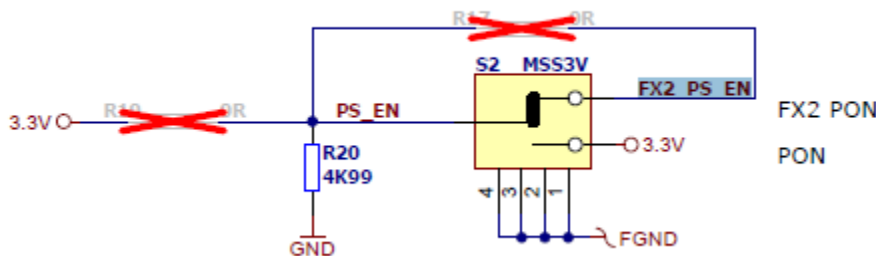 R17 0R
S2 MSS3V
FX2_PS_EN
FX2 PON
R19 0R
3.3V
PS_EN
3.3V
PON
R20
4K99
4 3 2 1
GND
FGND